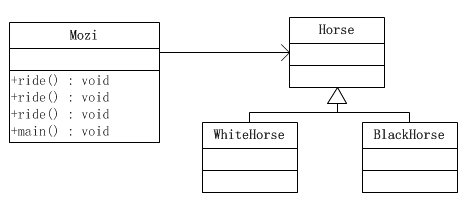 Mozi
+ride() : void
+ride() : void
+ride() : void
+main() : void
Horse
WhiteHorse
BlackHorse